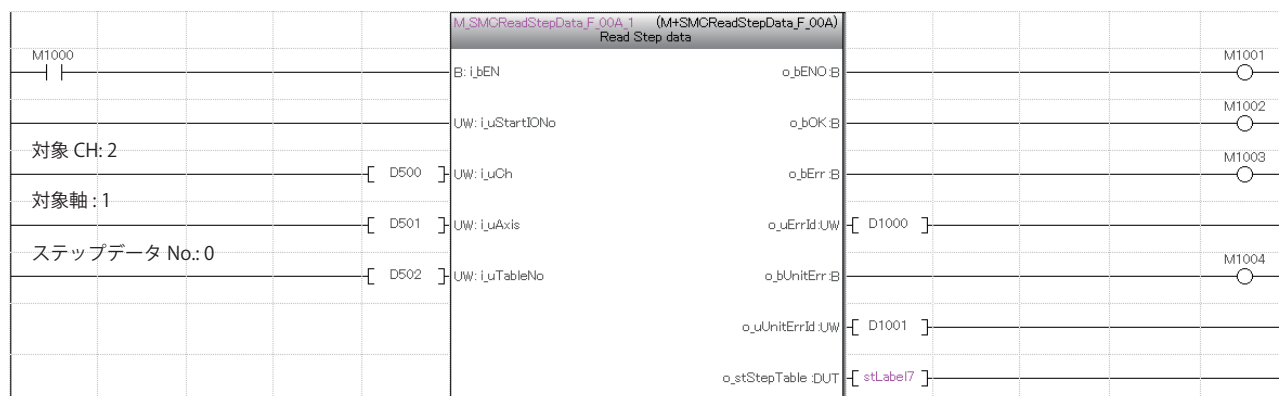 M_SMCReadStepData_F_00A_1 (M+SMCReadStepData_F_00A)
Read Step data
M1000
B: i_bEN
o_bENO:B
M1001
UW: i_uStartIONo
o_bOK:B
M1002
対象 CH: 2
D500
UW: i_uCh
o_bErr:B
M1003
対象軸 : 1
D501
UW: i_uAxis
o_uErrId:UW
D1000
ステップデータ No.: 0
D502
UW: i_uTableNo
o_bUnitErr:B
M1004
o_uUnitErrId:UW
D1001
o_stStepTable :DUT
stLabel7